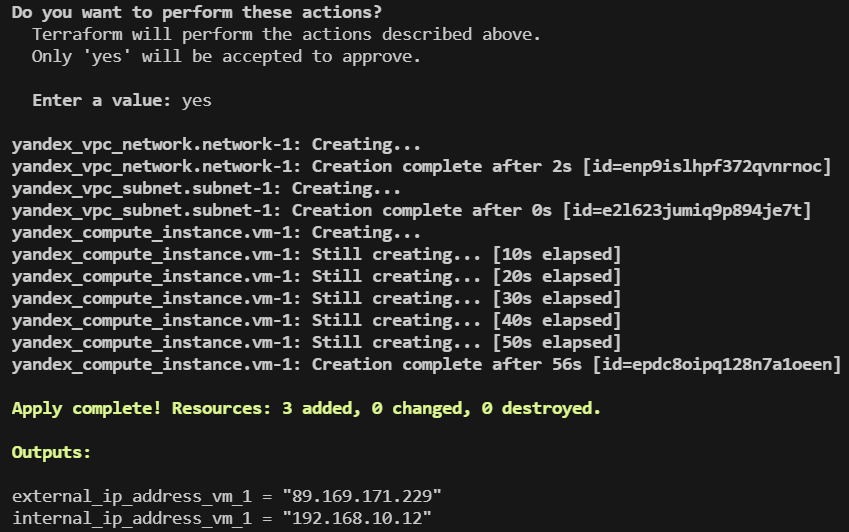 Do you want to perform these actions?
  Terraform will perform the actions described above.
  Only 'yes' will be accepted to approve.

  Enter a value: yes

yandex_vpc_network.network-1: Creating...
yandex_vpc_network.network-1: Creation complete after 2s [id=enp9islhpf372qvnrnoc]
yandex_vpc_subnet.subnet-1: Creating...
yandex_vpc_subnet.subnet-1: Creation complete after 0s [id=e2l623jumiq9p894je7t]
yandex_compute_instance.vm-1: Creating...
yandex_compute_instance.vm-1: Still creating... [10s elapsed]
yandex_compute_instance.vm-1: Still creating... [20s elapsed]
yandex_compute_instance.vm-1: Still creating... [30s elapsed]
yandex_compute_instance.vm-1: Still creating... [40s elapsed]
yandex_compute_instance.vm-1: Still creating... [50s elapsed]
yandex_compute_instance.vm-1: Creation complete after 56s [id=epdc8oipq128n7a1oeen]

Apply complete! Resources: 3 added, 0 changed, 0 destroyed.

Outputs:

external_ip_address_vm_1 = "89.169.171.229"
internal_ip_address_vm_1 = "192.168.10.12"